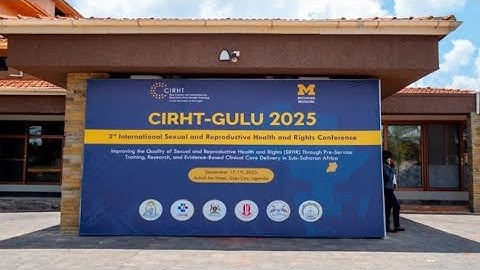 CIRHT
M
MICHIGAN MEDICINE
CIRHT-GULU 2025
3rd International Sexual and Reproductive Health and Rights Conference
Improving the Quality of Sexual and Reproductive Health and Rights (SRHR) Through Pre-Service
Training, Research, and Evidence-Based Clinical Care Delivery in Sub-Saharan Africa
September 17-19, 2025
Acholi Inn Hotel, Gulu City, Uganda